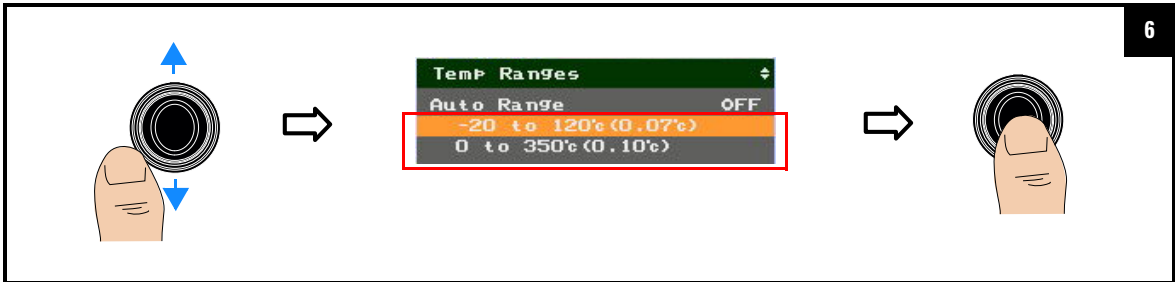 6
Temp Ranges
Auto Range OFF
-20 to 120℃(0.07℃)
0 to 350℃(0.10℃)